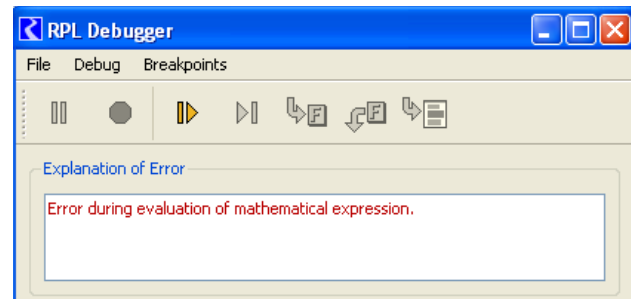 RPL Debugger
File Debug Breakpoints
F F
Explanation of Error
Error during evaluation of mathematical expression.